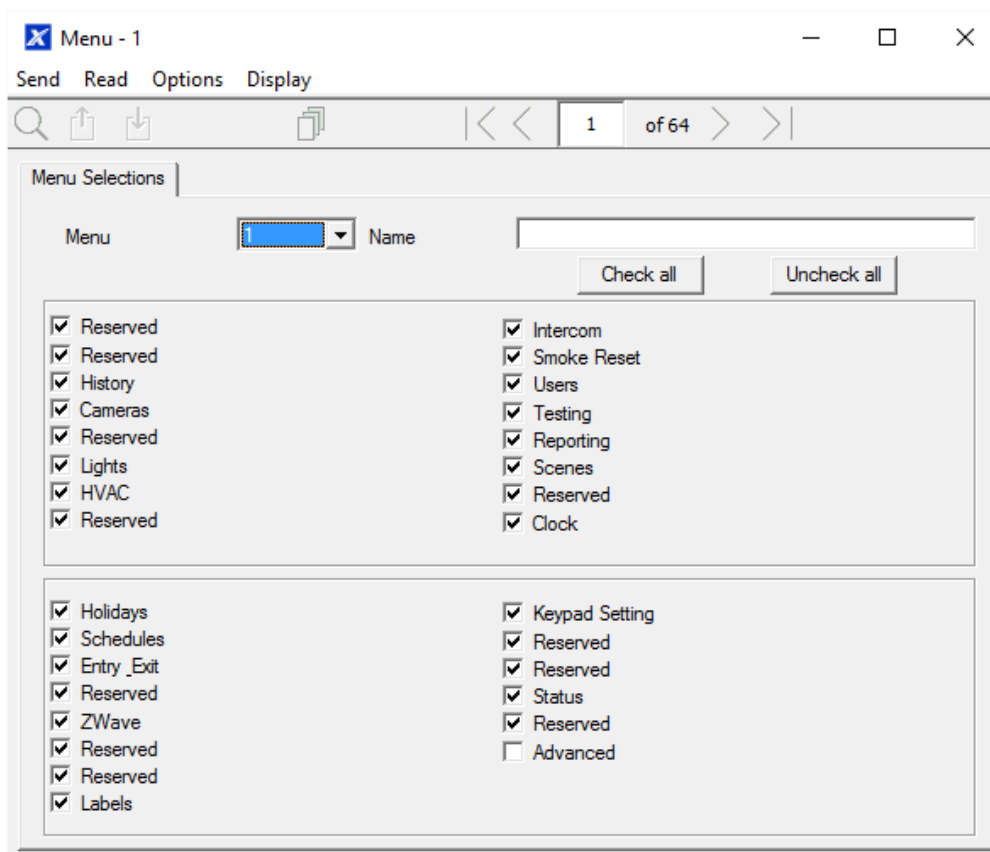 Menu - 1
Send Read Options Display
1 of 64
Menu Selections
Menu 1 Name
Check all Uncheck all
Reserved
Reserved
History
Cameras
Reserved
Lights
HVAC
Reserved
Intercom
Smoke Reset
Users
Testing
Reporting
Scenes
Reserved
Clock
Holidays
Schedules
Entry _Exit
Reserved
ZWave
Reserved
Reserved
Labels
Keypad Setting
Reserved
Reserved
Status
Reserved
Advanced